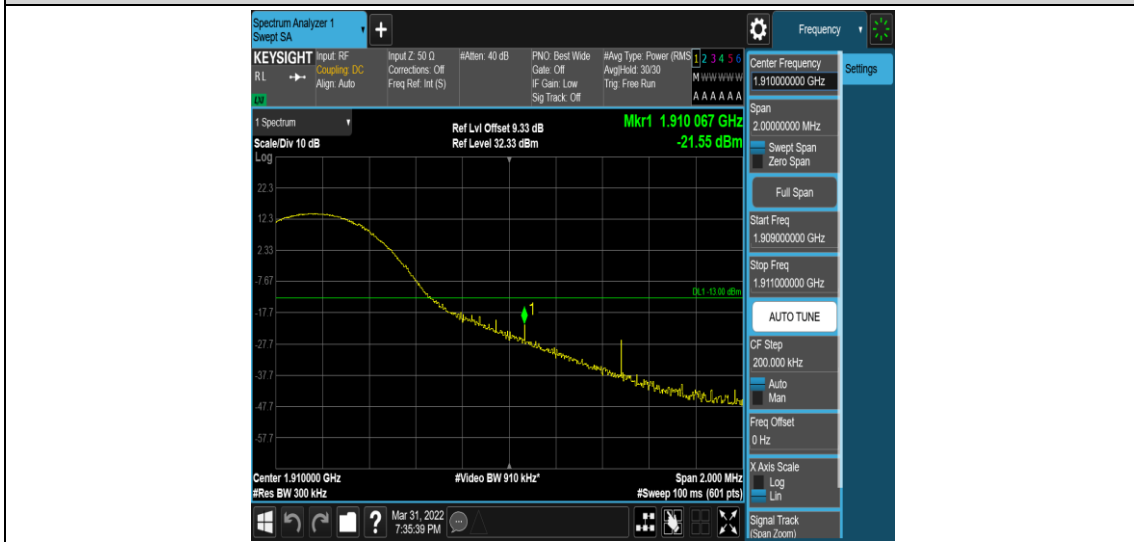 Spectrum Analyzer 1
Swept SA
+
Frequency
KEYSIGHT Input: RF Input Z: 50 Ω #Atten: 40 dB PNO: Best Wide #Avg Type: Power (RMS 1 2 3 4 5 6
RL Coupling: DC Corrections: Off Gate: Off Avg|Hold: 30/30 M W W W W W
Align: Auto Freq Ref: Int (S) IF Gain: Low Trig: Free Run
Sig Track: Off A A A A A A
1 Spectrum
Scale/Div 10 dB
Ref Lvl Offset 9.33 dB
Ref Level 32.33 dBm
Mkr1 1.910 067 GHz
-21.55 dBm
Log
22.3
12.3
2.33
-7.67
DL1 -13.00 dBm
-17.7
1
-27.7
-37.7
-47.7
-57.7
Center 1.910000 GHz #Video BW 910 kHz* Span 2.000 MHz
#Res BW 300 kHz #Sweep 100 ms (601 pts)
Center Frequency
1.910000000 GHz
Settings
Span
2.00000000 MHz
Swept Span
Zero Span
Full Span
Start Freq
1.909000000 GHz
Stop Freq
1.911000000 GHz
AUTO TUNE
CF Step
200.000 kHz
Auto
Man
Freq Offset
0 Hz
X Axis Scale
Log
Lin
Signal Track
(Span Zoom)
?
Mar 31, 2022
7:35:39 PM